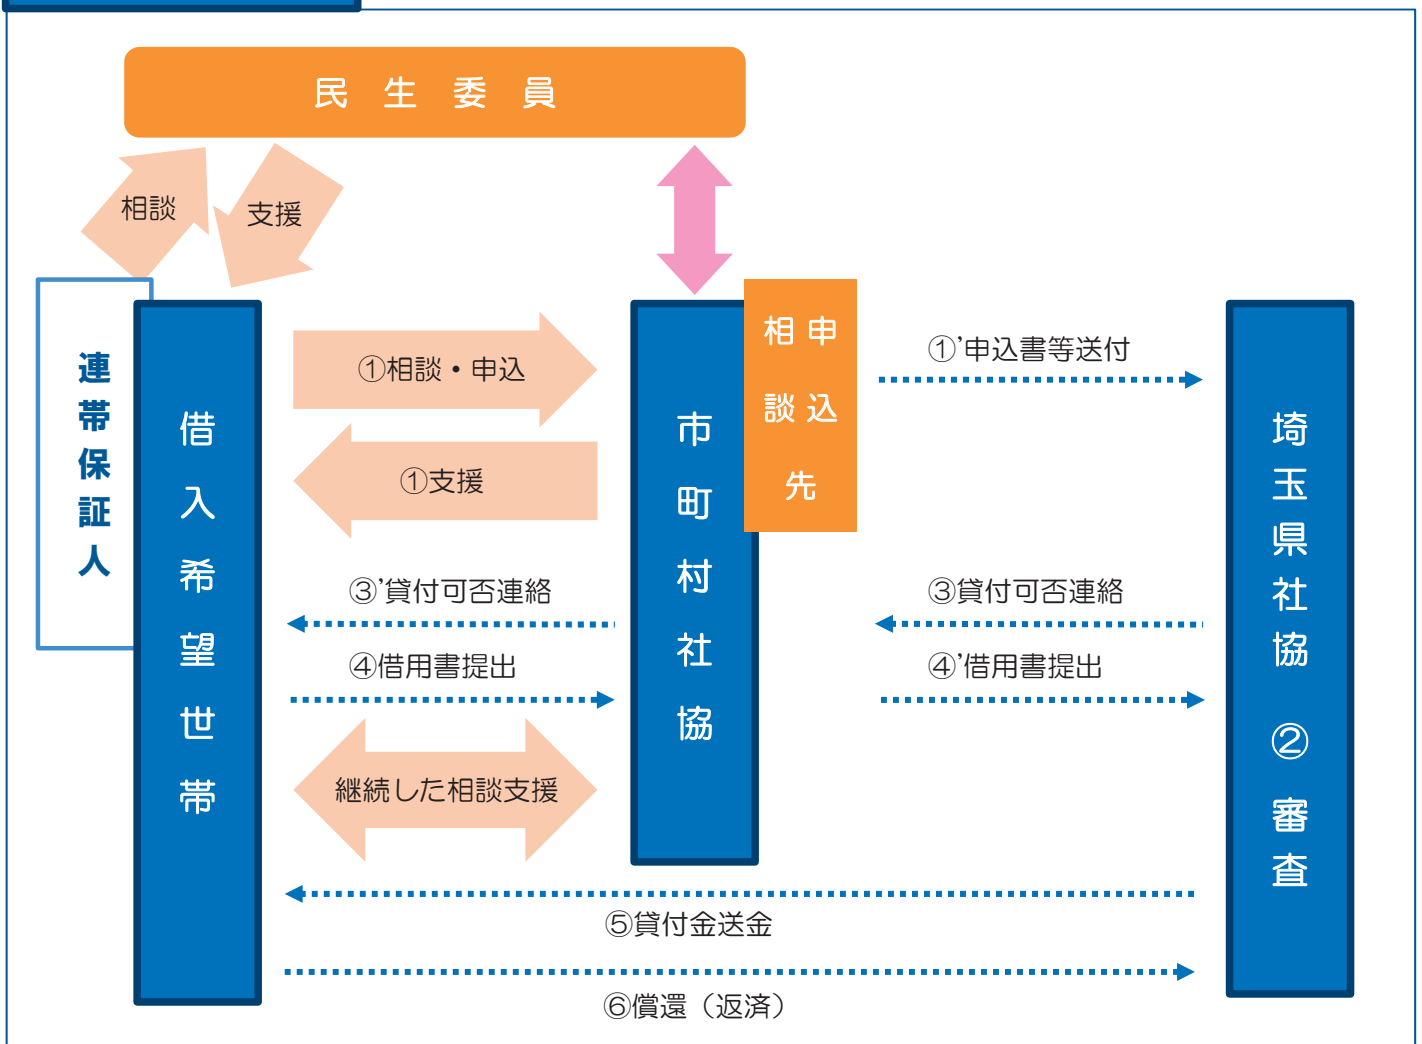 民生委員
相談
支援
連帯保証人
借入希望世帯
①相談・申込
①支援
市町村社協
申込
相談先
①’申込書等送付
③’貸付可否連絡
③貸付可否連絡
④借用書提出
④’借用書提出
継続した相談支援
埼玉県社協 ②審査
⑤貸付金送金
⑥償還（返済）